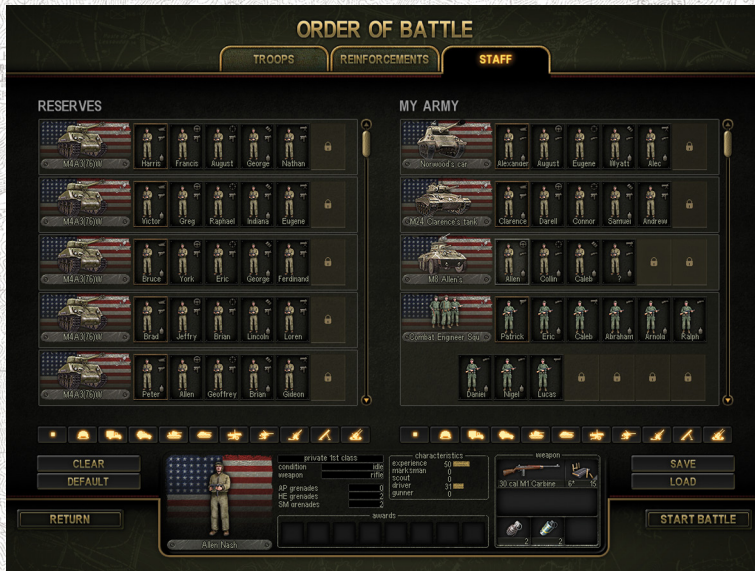 ORDER OF BATTLE
TROOPS REINFORCEMENTS STAFF
RESERVES
M4A3(76)W Harris Francis August George Nathan
M4A3(76)W Victor Greg Raphael Indiana Eugene
M4A3(76)W Bruce York Eric George Ferdinand
M4A3(76)W Brad Jeffry Brian Lincoln Loren
M4A3(76)W Peter Allen Geoffrey Brian Gideon
MY ARMY
Norwood's car Alexander August Eugene Wyatt Alec
M24 Clarence's tank Clarence Darell Connor Samuel Andrew
M8 Allen's Allen Collin Caleb ?
Combat Engineer Squ Patrick Eric Caleb Abraham Arnold Ralph
Daniel Nigel Lucas
CLEAR
DEFAULT
RETURN
Allen Nash
private 1st class
condition idle
weapon rifle
AP grenades 0
HE grenades 2
SM grenades 2
awards
characteristics
experience 50
marksman 0
scout 0
driver 31
gunner 0
weapon
30 cal M1 Carbine 6* 15
2 2
SAVE
LOAD
START BATTLE